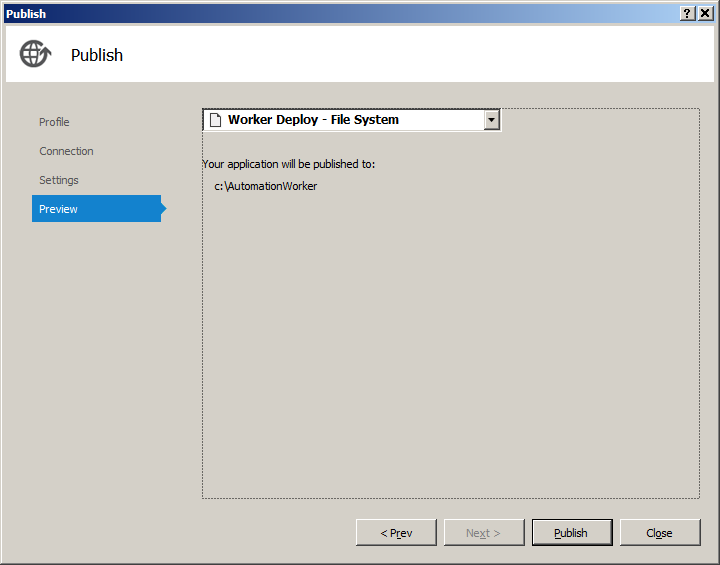 Publish
Publish
Profile
Connection
Settings
Preview
Worker Deploy - File System
Your application will be published to:
c:\AutomationWorker
< Prev
Next >
Publish
Close